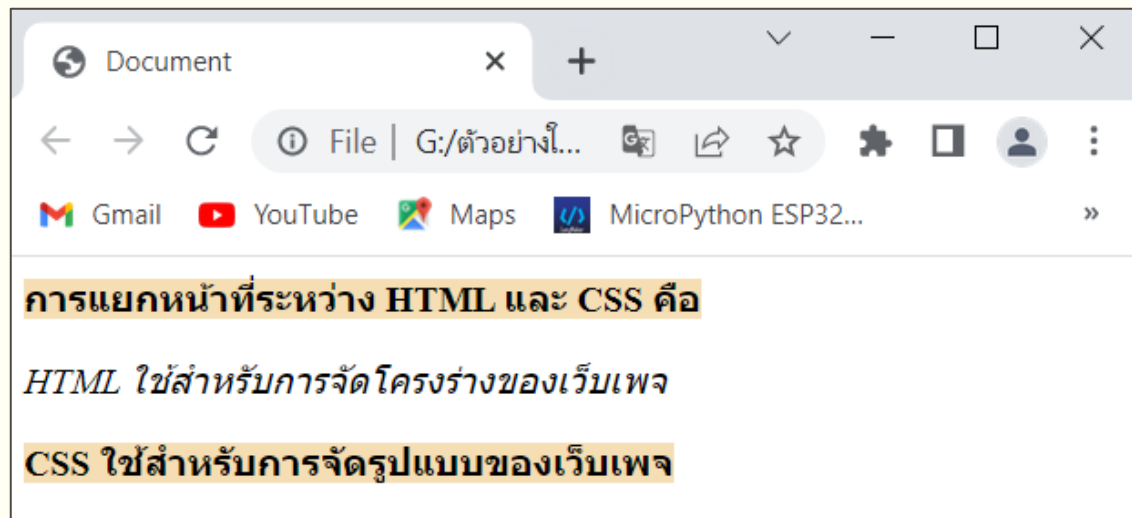 Document
File | G:/ตัวอย่างใ...
Gmail YouTube Maps MicroPython ESP32...
การแยกหน้าที่ระหว่าง HTML และ CSS คือ
HTML ใช้สำหรับการจัดโครงร่างของเว็บเพจ
CSS ใช้สำหรับการจัดรูปแบบของเว็บเพจ